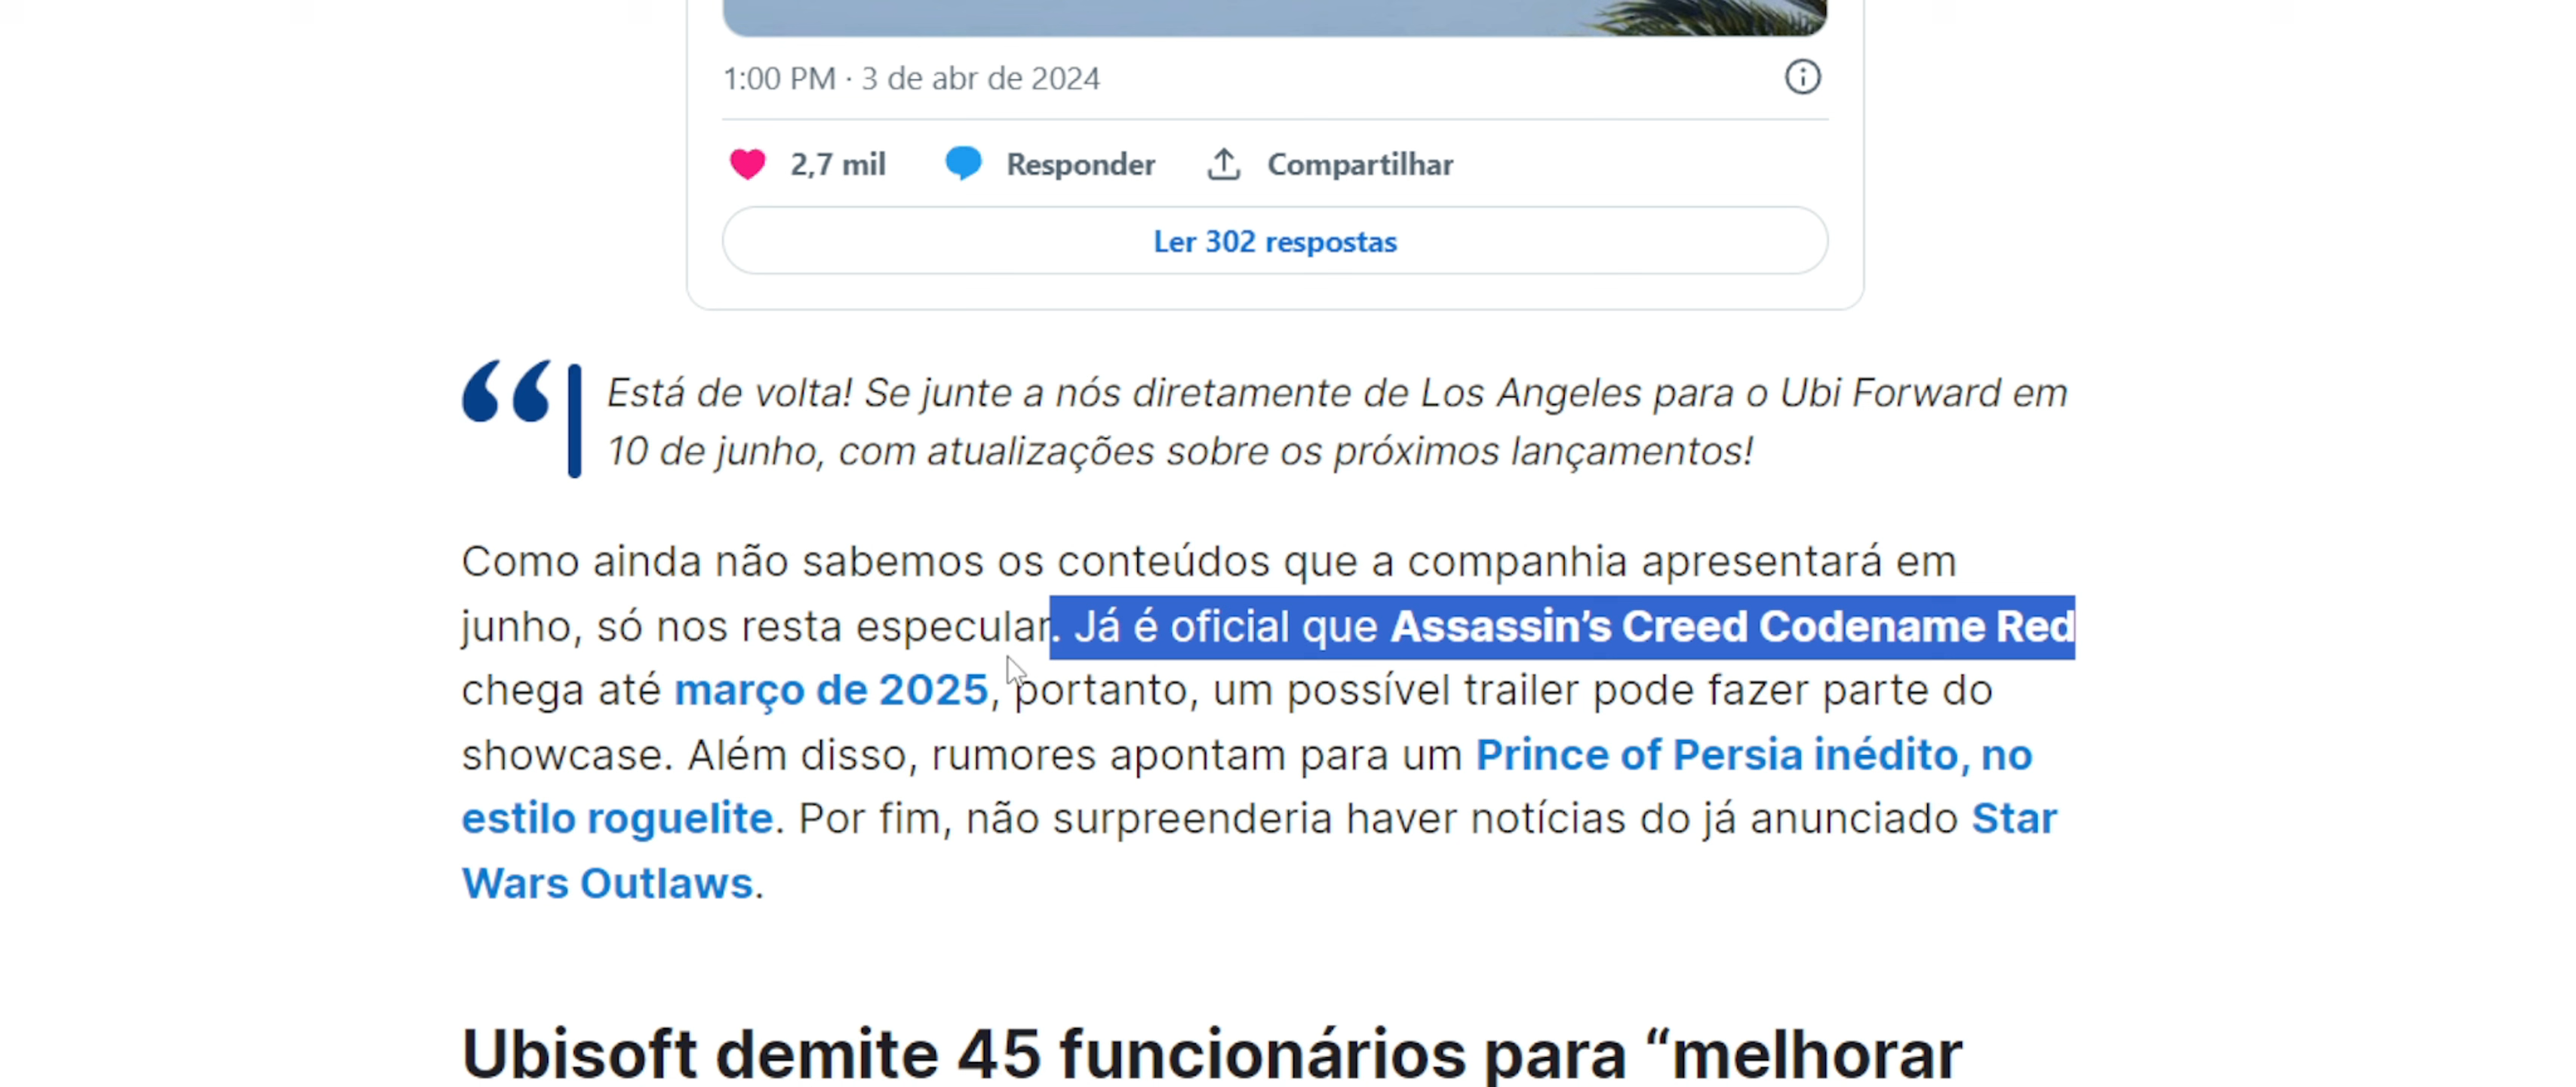 1:00 PM · 3 de abr de 2024
2,7 mil Responder Compartilhar
Ler 302 respostas
“ Está de volta! Se junte a nós diretamente de Los Angeles para o Ubi Forward em
10 de junho, com atualizações sobre os próximos lançamentos!
Como ainda não sabemos os conteúdos que a companhia apresentará em
junho, só nos resta especular. Já é oficial que Assassin’s Creed Codename Red
chega até março de 2025, portanto, um possível trailer pode fazer parte do
showcase. Além disso, rumores apontam para um Prince of Persia inédito, no
estilo roguelite. Por fim, não surpreenderia haver notícias do já anunciado Star
Wars Outlaws.
Ubisoft demite 45 funcionários para “melhorar